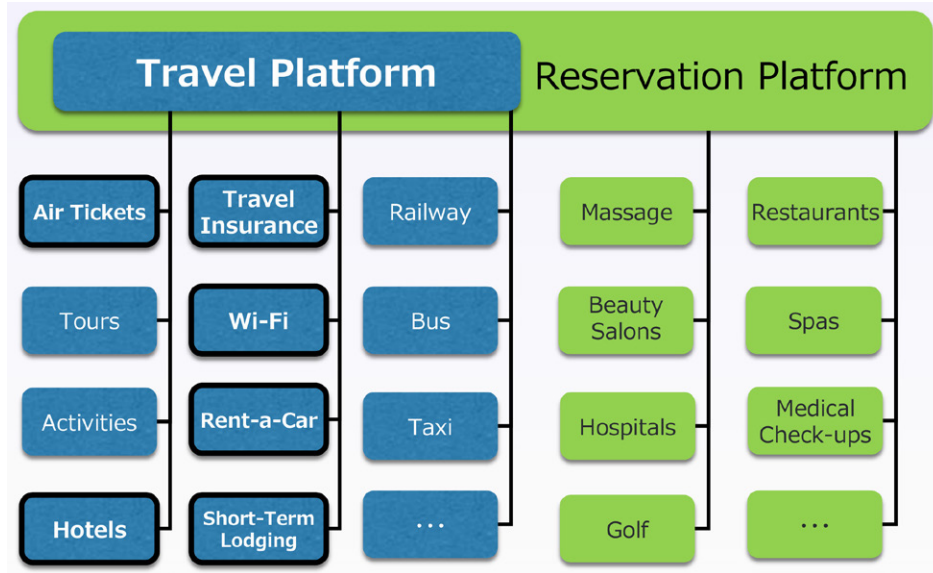 Travel Platform
Reservation Platform
Air Tickets
Travel
Insurance
Railway
Massage
Restaurants
Tours
Wi-Fi
Bus
Beauty
Salons
Spas
Activities
Rent-a-Car
Taxi
Hospitals
Medical
Check-ups
Hotels
Short-Term
Lodging
...
Golf
...